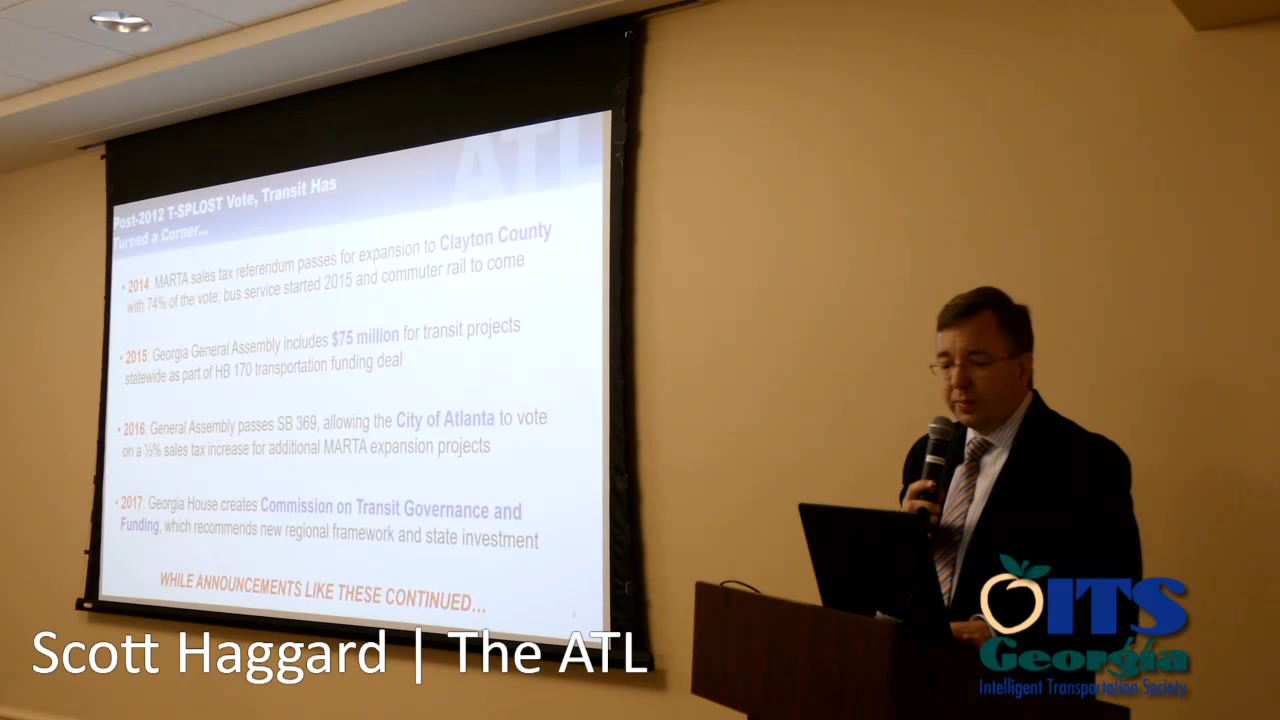 ATL
Post-2012 T-SPLOST Vote, Transit Has
Turned a Corner...
• 2014: MARTA sales tax referendum passes for expansion to Clayton County
with 74% of the vote; bus service started 2015 and commuter rail to come
• 2015: Georgia General Assembly includes $75 million for transit projects
statewide as part of HB 170 transportation funding deal
• 2016: General Assembly passes SB 369, allowing the City of Atlanta to vote
on a ½% sales tax increase for additional MARTA expansion projects
• 2017: Georgia House creates Commission on Transit Governance and
Funding, which recommends new regional framework and state investment
WHILE ANNOUNCEMENTS LIKE THESE CONTINUED...
Scott Haggard | The ATL
ITS
Georgia
Intelligent Transportation Society